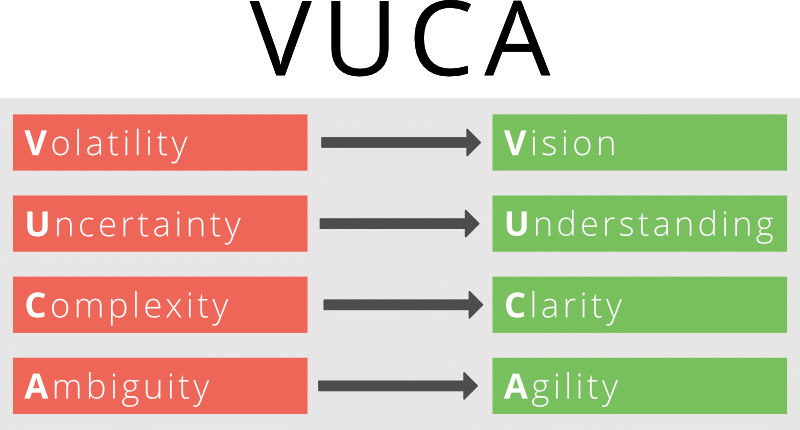 VUCA
Volatility
Vision
Uncertainty
Understanding
Complexity
Clarity
Ambiguity
Agility